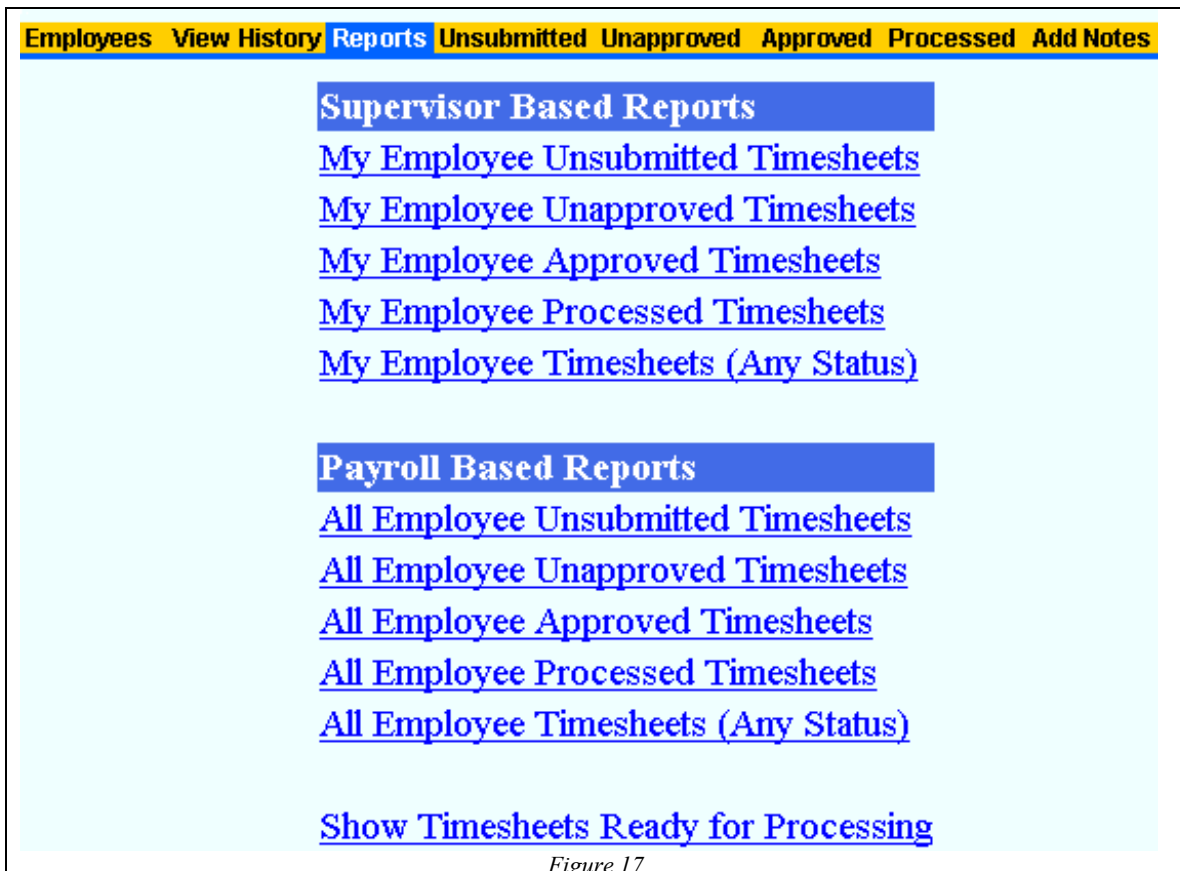 Employees View History Reports Unsubmitted Unapproved Approved Processed Add Notes
Supervisor Based Reports
My Employee Unsubmitted Timesheets
My Employee Unapproved Timesheets
My Employee Approved Timesheets
My Employee Processed Timesheets
My Employee Timesheets (Any Status)
Payroll Based Reports
All Employee Unsubmitted Timesheets
All Employee Unapproved Timesheets
All Employee Approved Timesheets
All Employee Processed Timesheets
All Employee Timesheets (Any Status)
Show Timesheets Ready for Processing
Figure 17